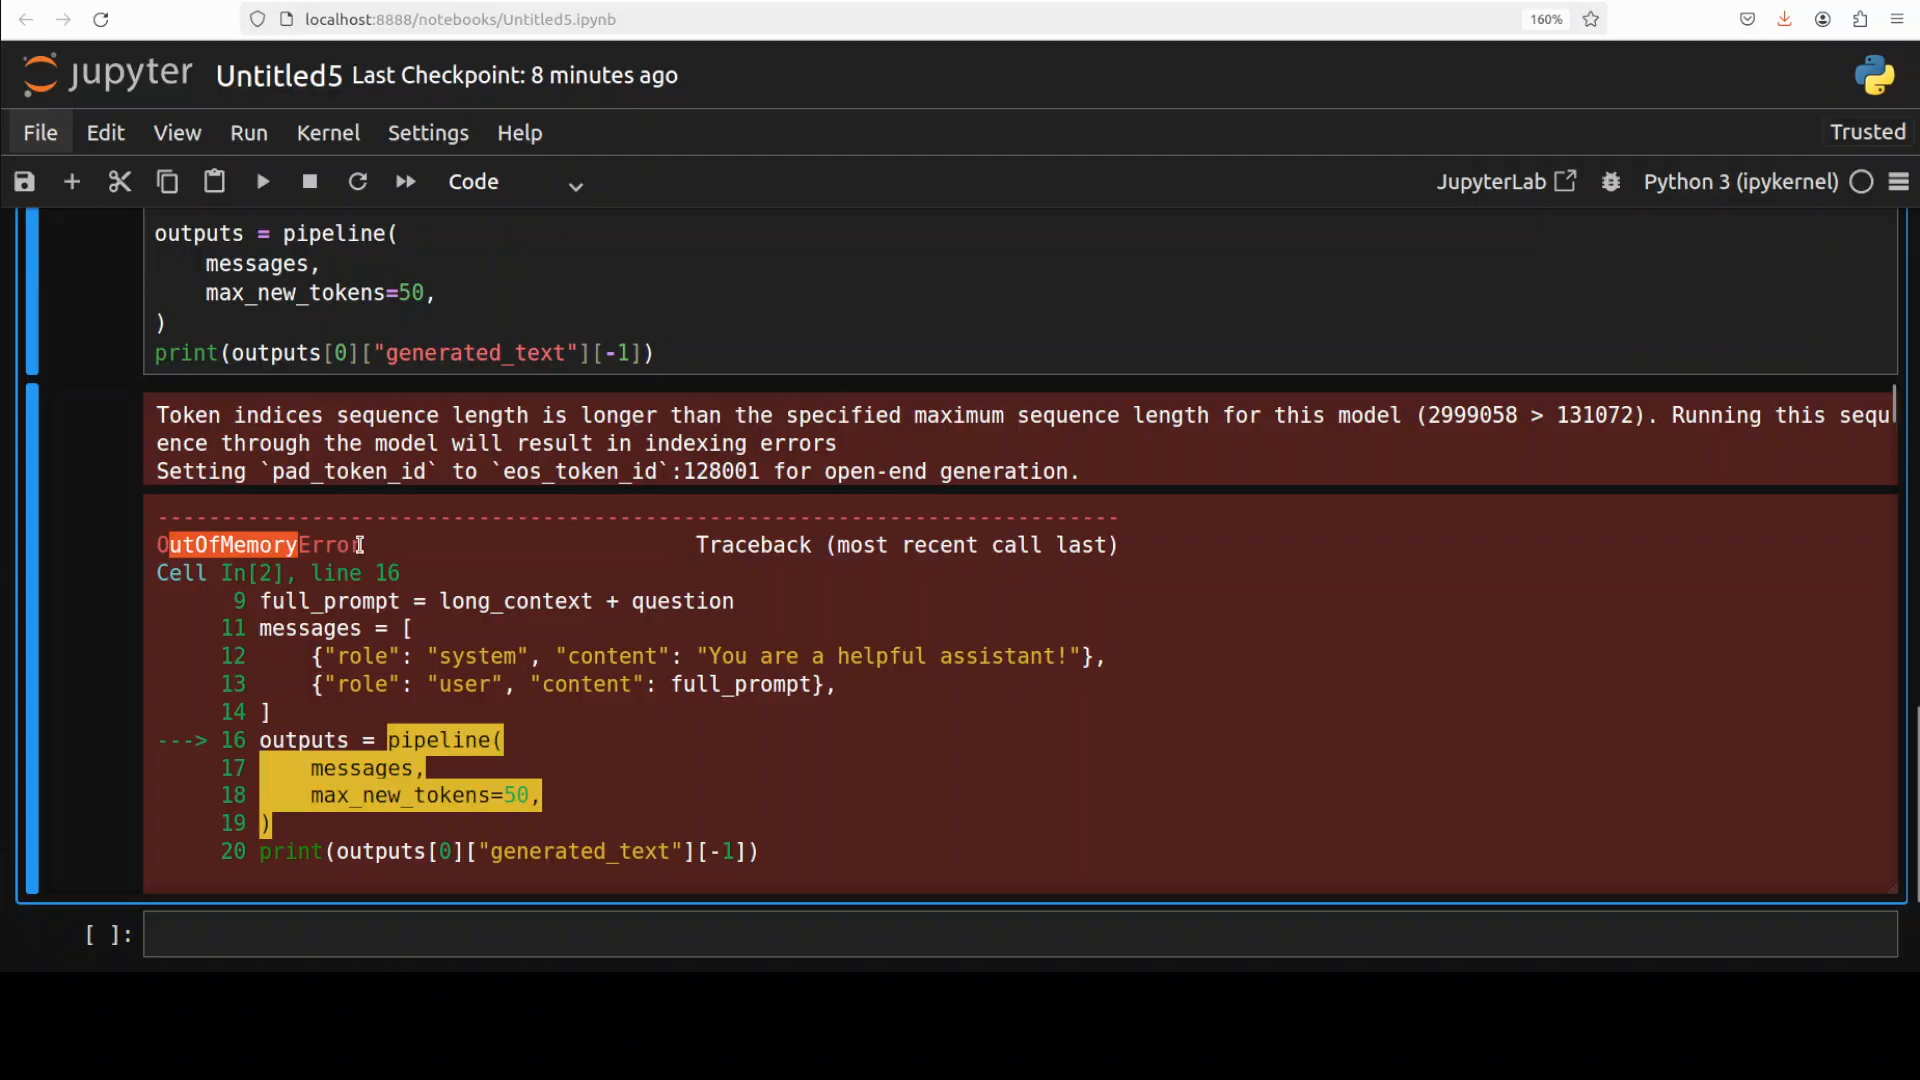 localhost:8888/notebooks/Untitled5.ipynb 160%
jupyter Untitled5 Last Checkpoint: 8 minutes ago
File Edit View Run Kernel Settings Help Trusted
Code JupyterLab Python 3 (ipykernel)
outputs = pipeline(
    messages,
    max_new_tokens=50,
)
print(outputs[0]["generated_text"][-1])
Token indices sequence length is longer than the specified maximum sequence length for this model (2999058 > 131072). Running this sequ
ence through the model will result in indexing errors
Setting `pad_token_id` to `eos_token_id`:128001 for open-end generation.
---------------------------------------------------------------------------
OutOfMemoryError Traceback (most recent call last)
Cell In[2], line 16
9 full_prompt = long_context + question
11 messages = [
12     {"role": "system", "content": "You are a helpful assistant!"},
13     {"role": "user", "content": full_prompt},
14 ]
---> 16 outputs = pipeline(
17     messages,
18     max_new_tokens=50,
19 )
20 print(outputs[0]["generated_text"][-1])
[ ]: